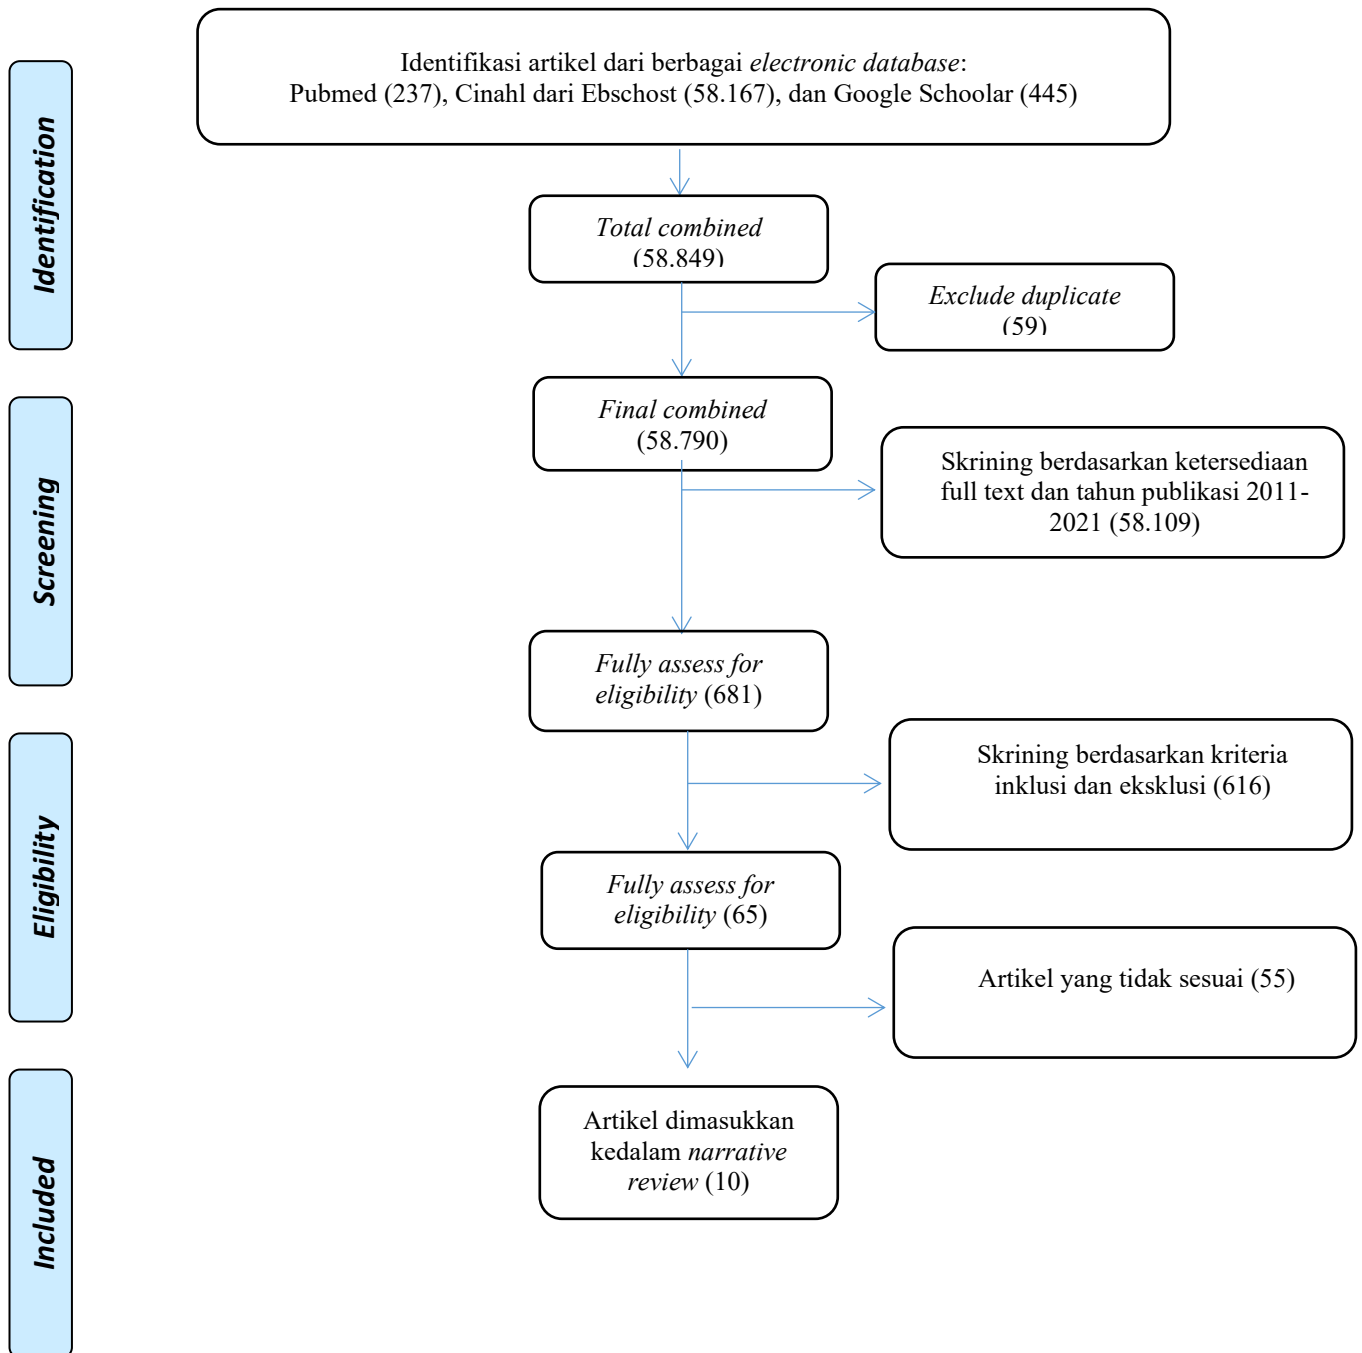 Identifikasi artikel dari berbagai electronic database:
Pubmed (237), Cinahl dari Ebschost (58.167), dan Google Schoolar (445)
Identification
Total combined
(58.849)
Exclude duplicate
(59)
Final combined
(58.790)
Screening
Skrining berdasarkan ketersediaan
full text dan tahun publikasi 2011-
2021 (58.109)
Fully assess for
eligibility (681)
Eligibility
Skrining berdasarkan kriteria
inklusi dan eksklusi (616)
Fully assess for
eligibility (65)
Artikel yang tidak sesuai (55)
Included
Artikel dimasukkan
kedalam narrative
review (10)